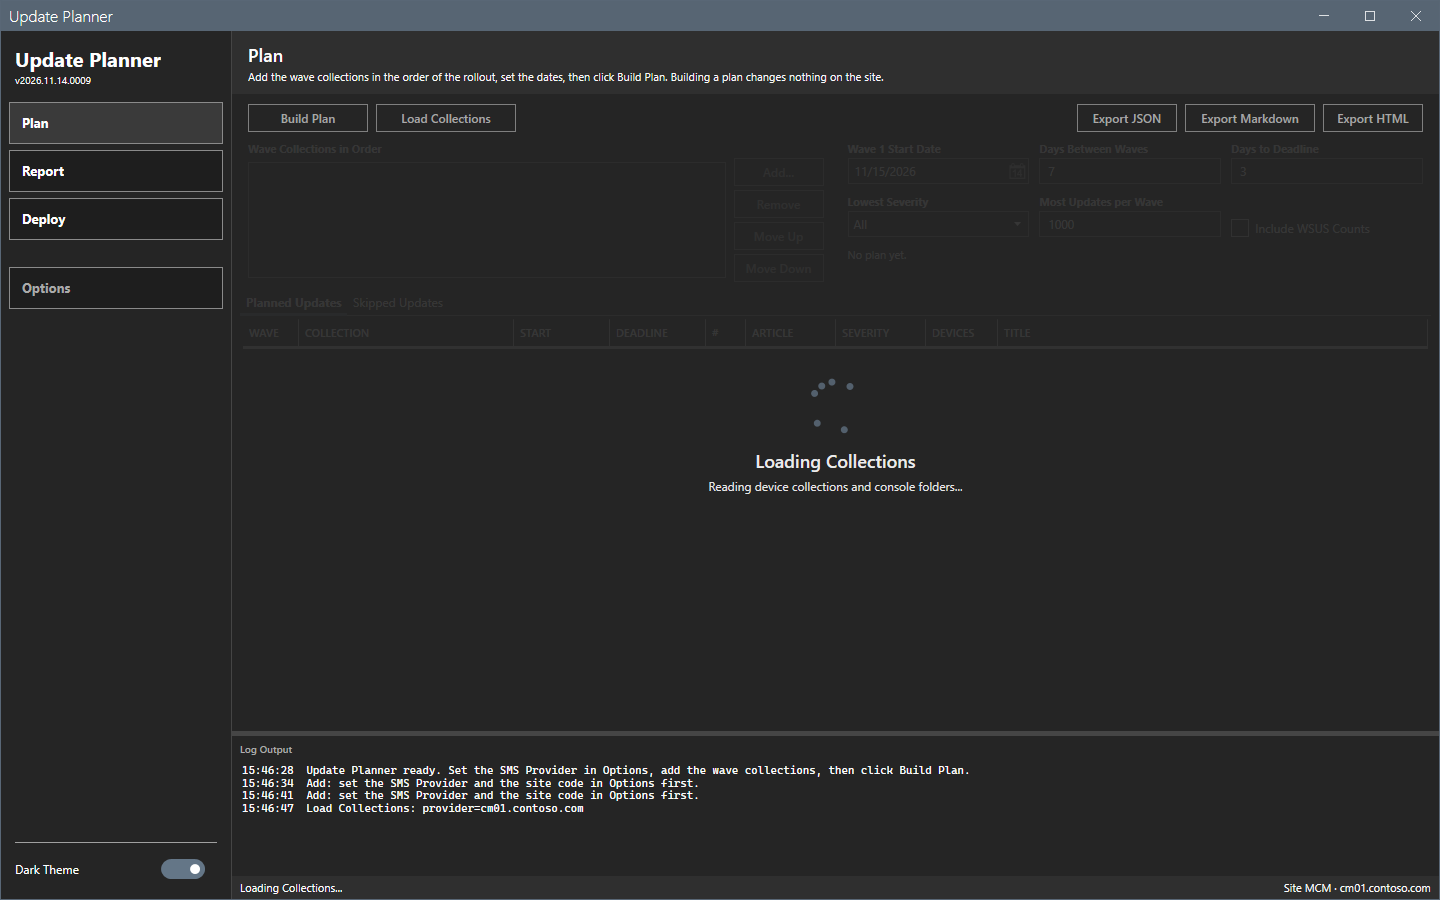 Update Planner
Update Planner
v2026.11.14.0009
Plan
Report
Deploy
Options
Dark Theme
Plan
Add the wave collections in the order of the rollout, set the dates, then click Build Plan. Building a plan changes nothing on the site.
Build Plan
Load Collections
Export JSON
Export Markdown
Export HTML
Wave Collections in Order
Add...
Remove
Move Up
Move Down
Wave 1 Start Date
Days Between Waves
Days to Deadline
11/15/2026
7
3
Lowest Severity
Most Updates per Wave
All
1000
Include WSUS Counts
No plan yet.
Planned Updates
Skipped Updates
WAVE COLLECTION START DEADLINE # ARTICLE SEVERITY DEVICES TITLE
Loading Collections
Reading device collections and console folders...
Log Output
15:46:28 Update Planner ready. Set the SMS Provider in Options, add the wave collections, then click Build Plan.
15:46:34 Add: set the SMS Provider and the site code in Options first.
15:46:41 Add: set the SMS Provider and the site code in Options first.
15:46:47 Load Collections: provider=cm01.contoso.com
Loading Collections...
Site MCM · cm01.contoso.com